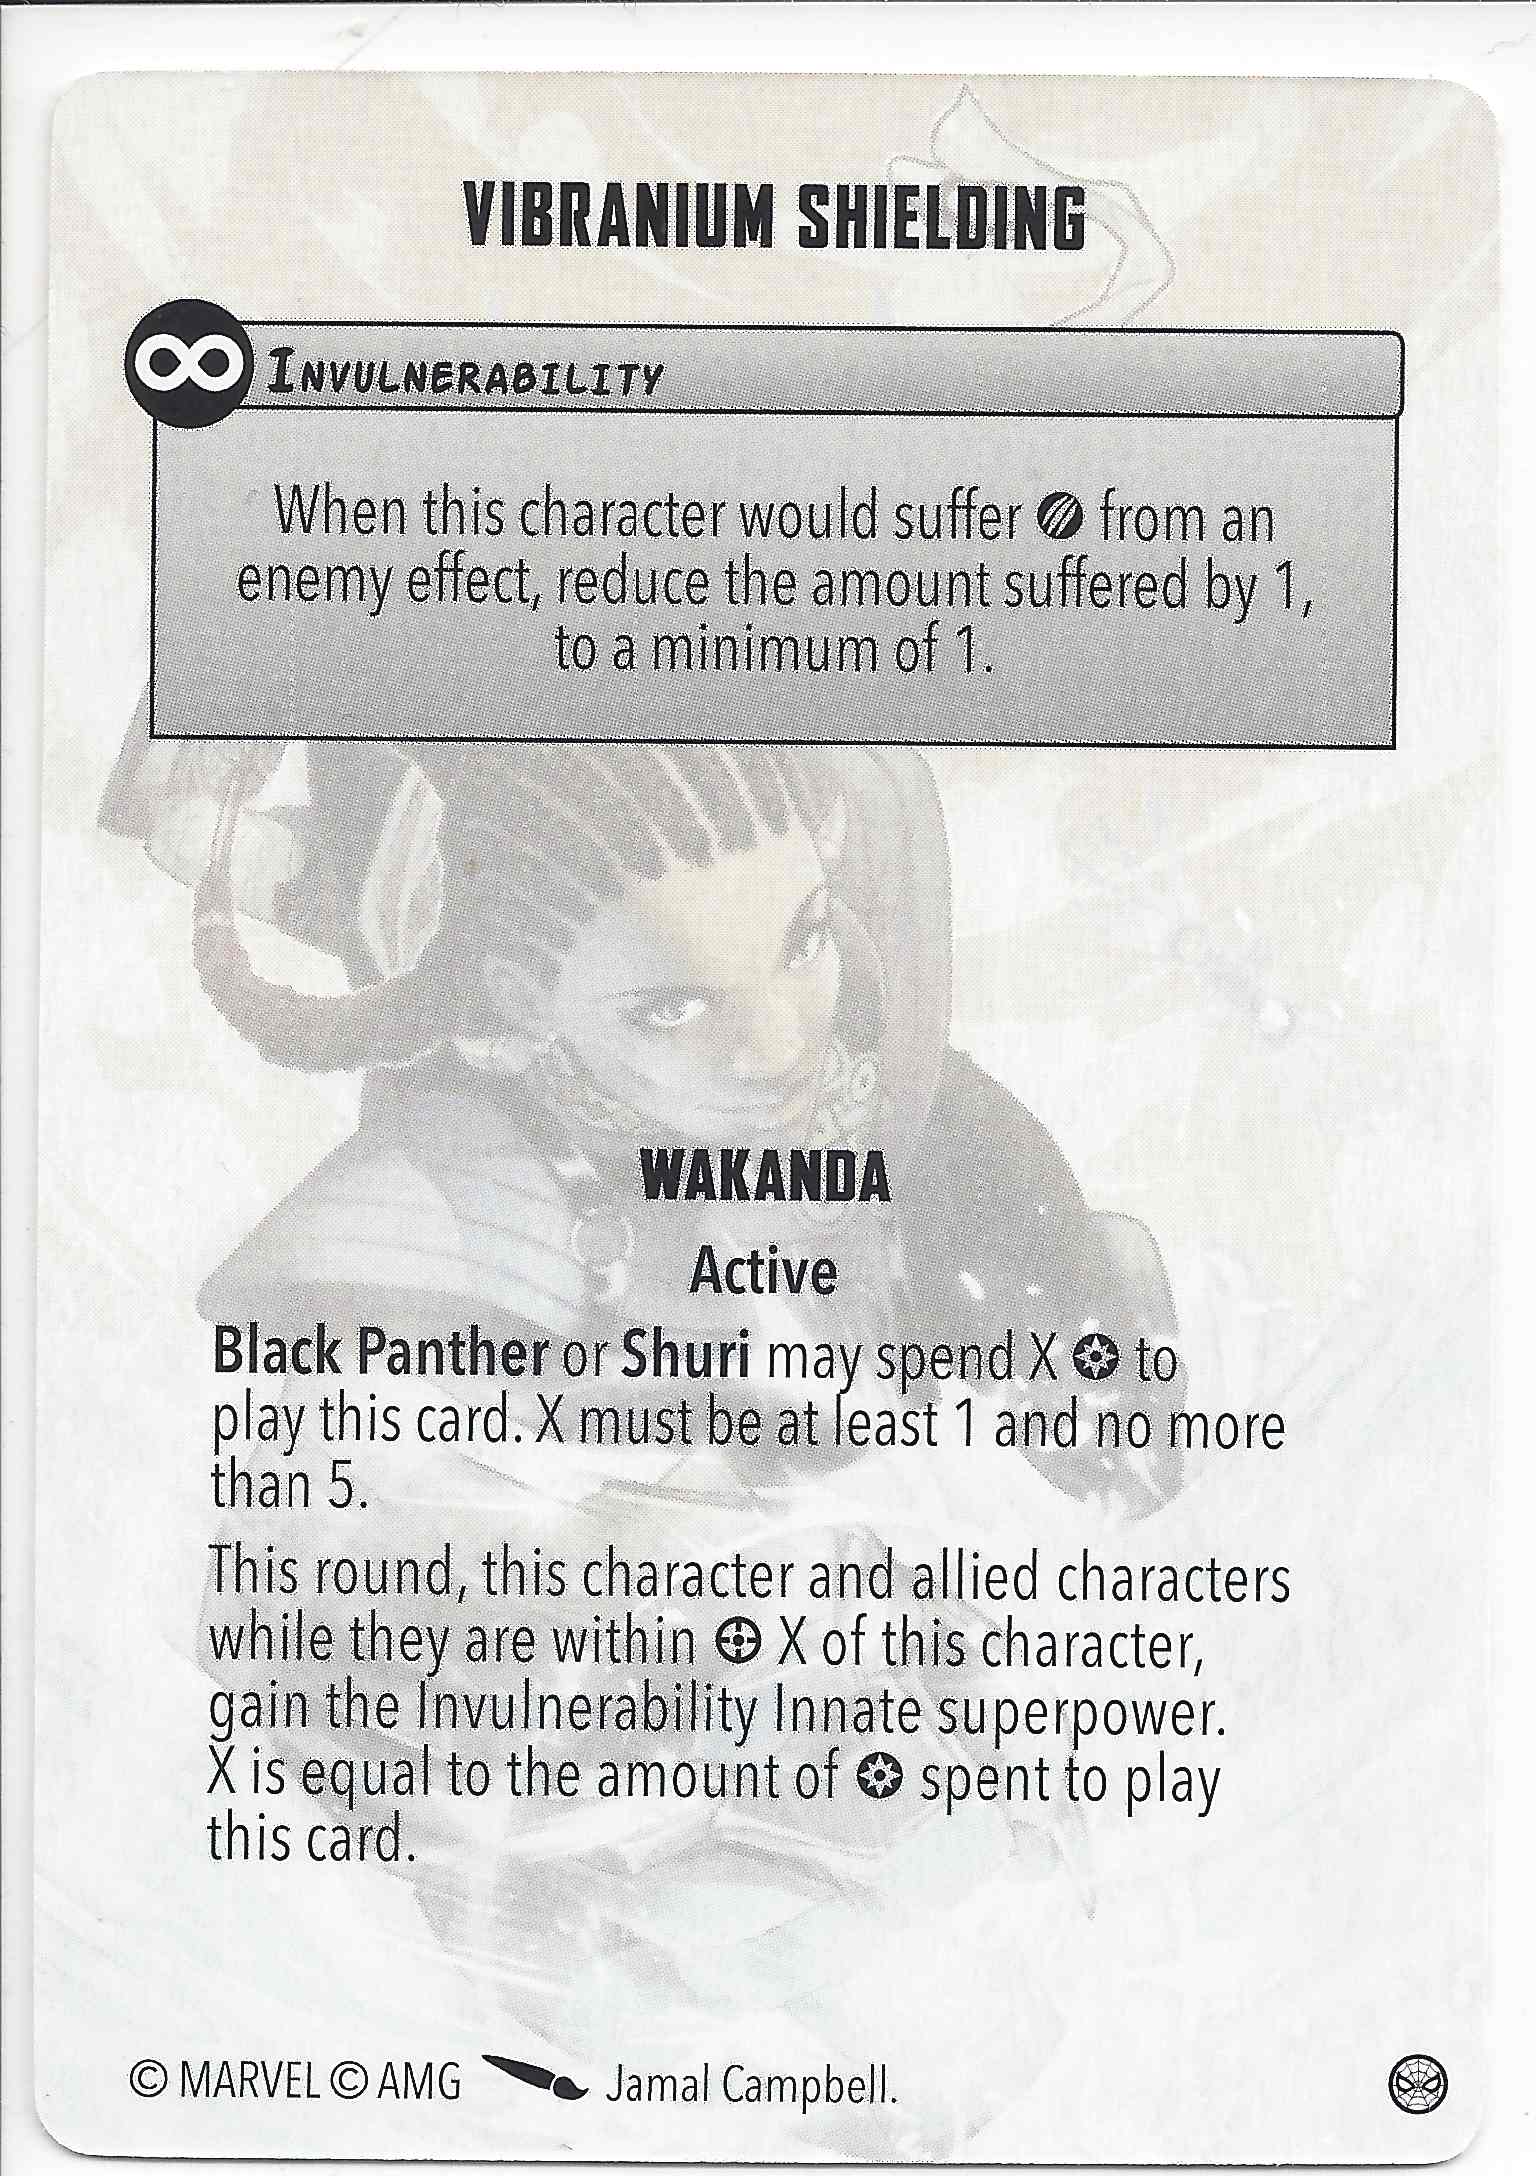 VIBRANIUM SHIELDING
INVULNERABILITY
When this character would suffer from an
enemy effect, reduce the amount suffered by 1,
to a minimum of 1.
WAKANDA
Active
Black Panther or Shuri may spend X to
play this card. X must be at least 1 and no more
than 5.
This round, this character and allied characters
while they are within X of this character,
gain the Invulnerability Innate superpower.
X is equal to the amount of spent to play
this card.
© MARVEL © AMG Jamal Campbell.